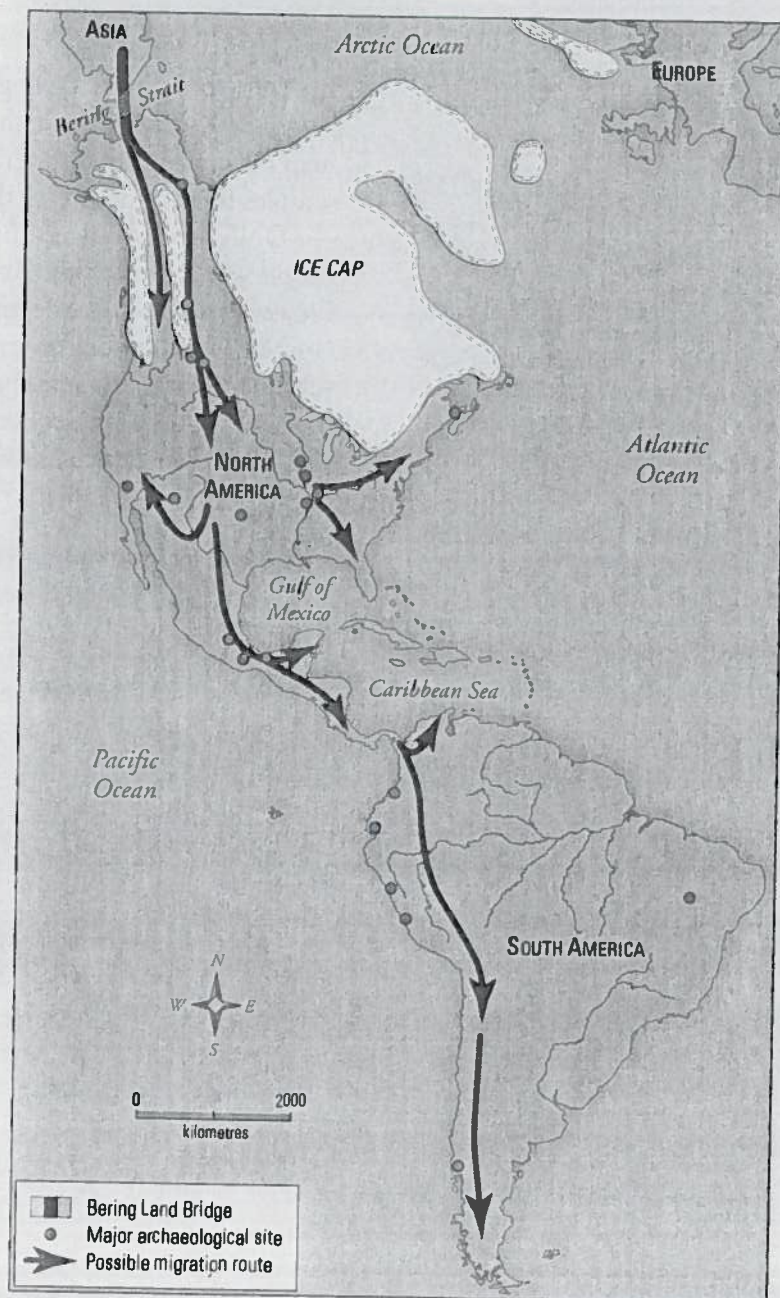 ASIA
Arctic Ocean
EUROPE
Bering Strait
ICE CAP
NORTH
AMERICA
Atlantic
Ocean
Gulf of
Mexico
Caribbean Sea
Pacific
Ocean
SOUTH AMERICA
N
W E
S
0 2000
kilometres
Bering Land Bridge
Major archaeological site
Possible migration route